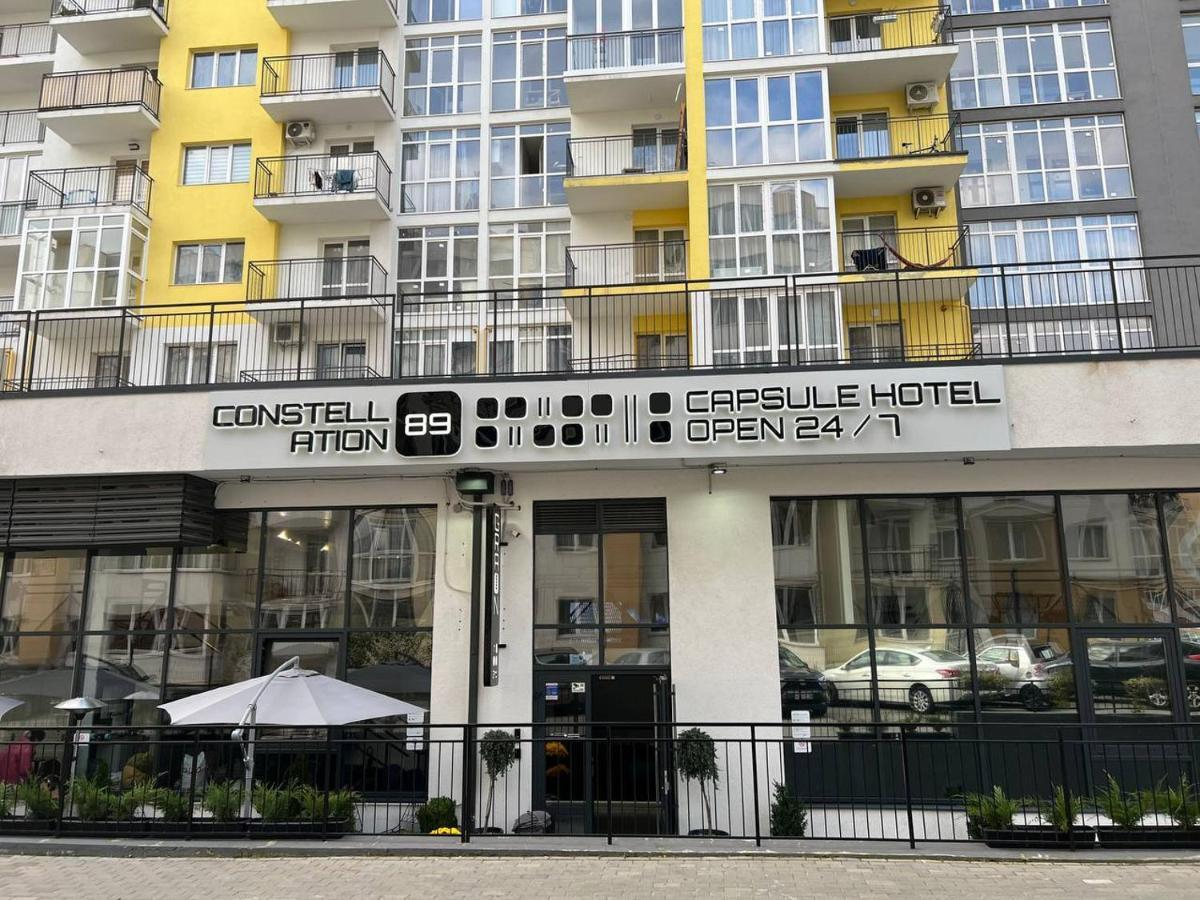 CONSTELL
ATION
89
CAPSULE HOTEL
OPEN 24/7